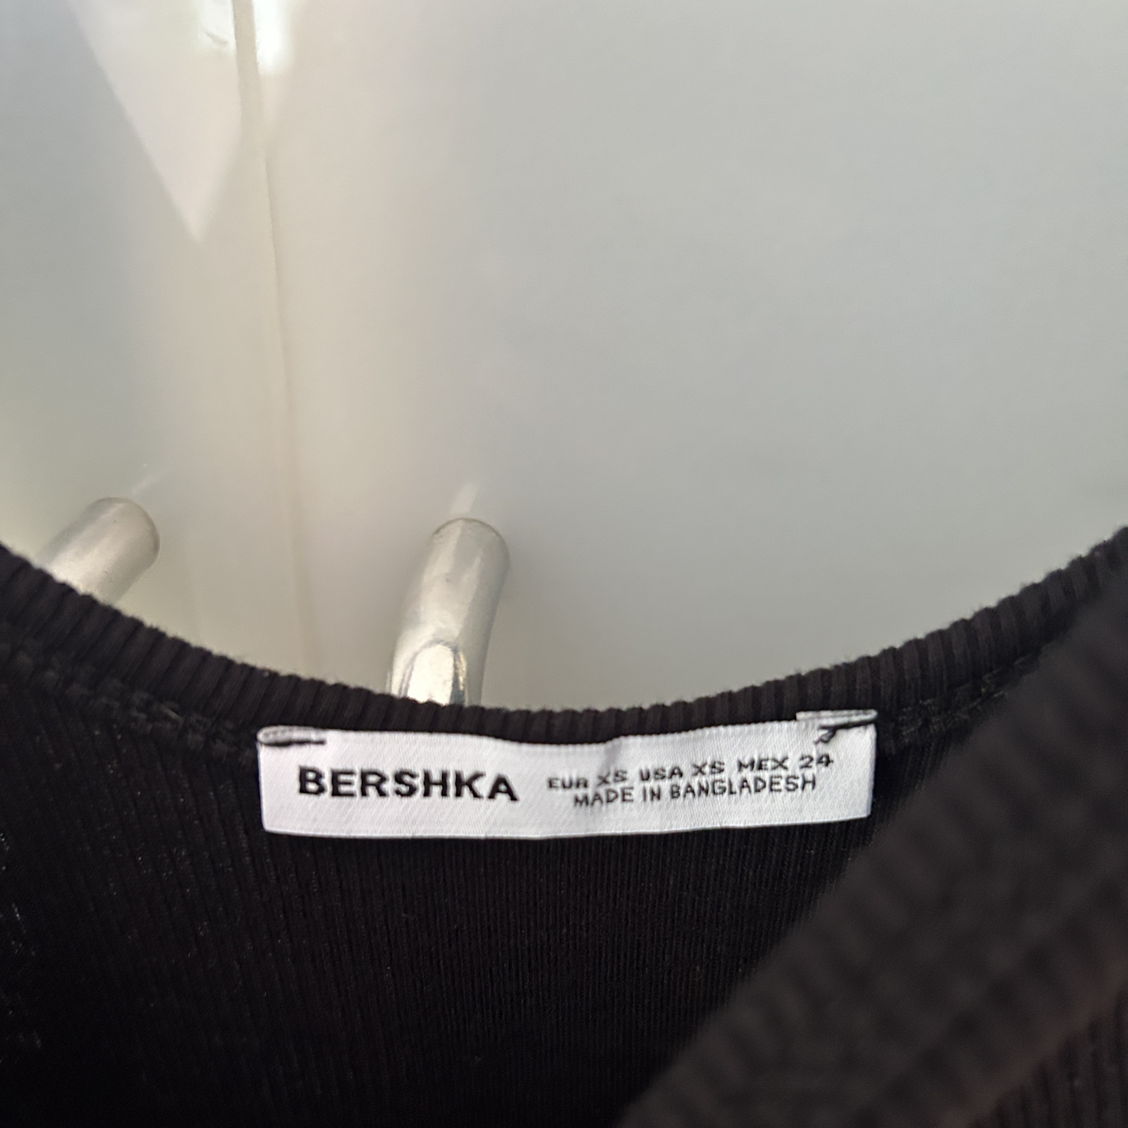 BERSHKA
EUR XS USA XS MEX 24
MADE IN BANGLADESH